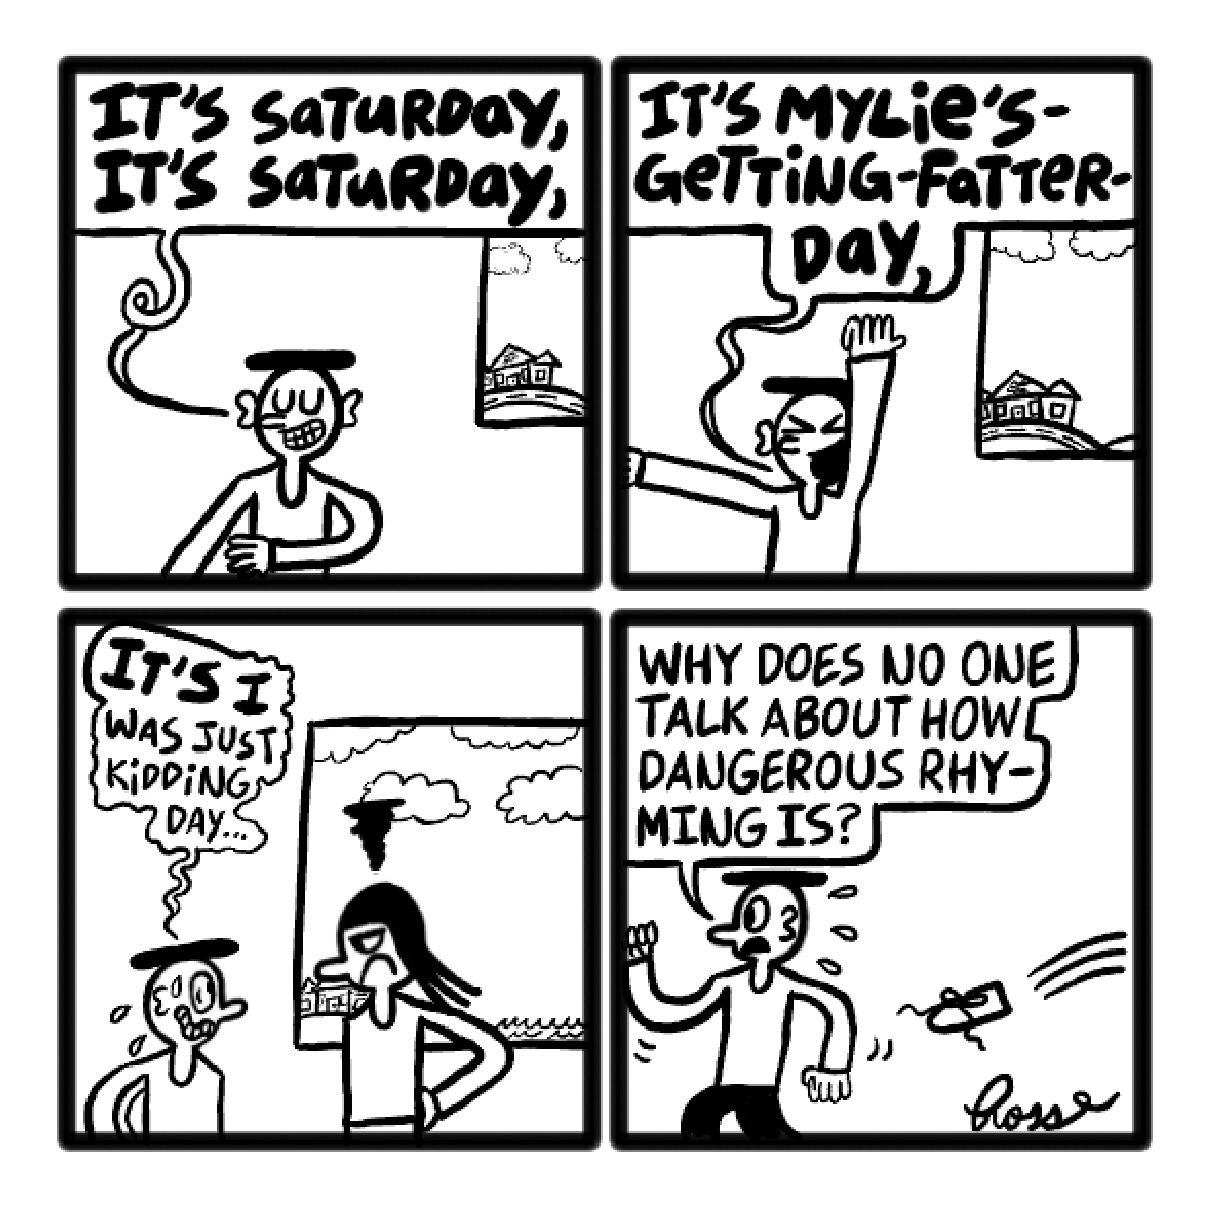 IT'S SATURDAY,
IT'S SATURDAY,
IT'S MYLIE'S-
GETTING-FATTER-
DAY,
IT'S I
WAS JUST
KIDDING
DAY...
WHY DOES NO ONE
TALK ABOUT HOW
DANGEROUS RHY-
MING IS?
Rosse